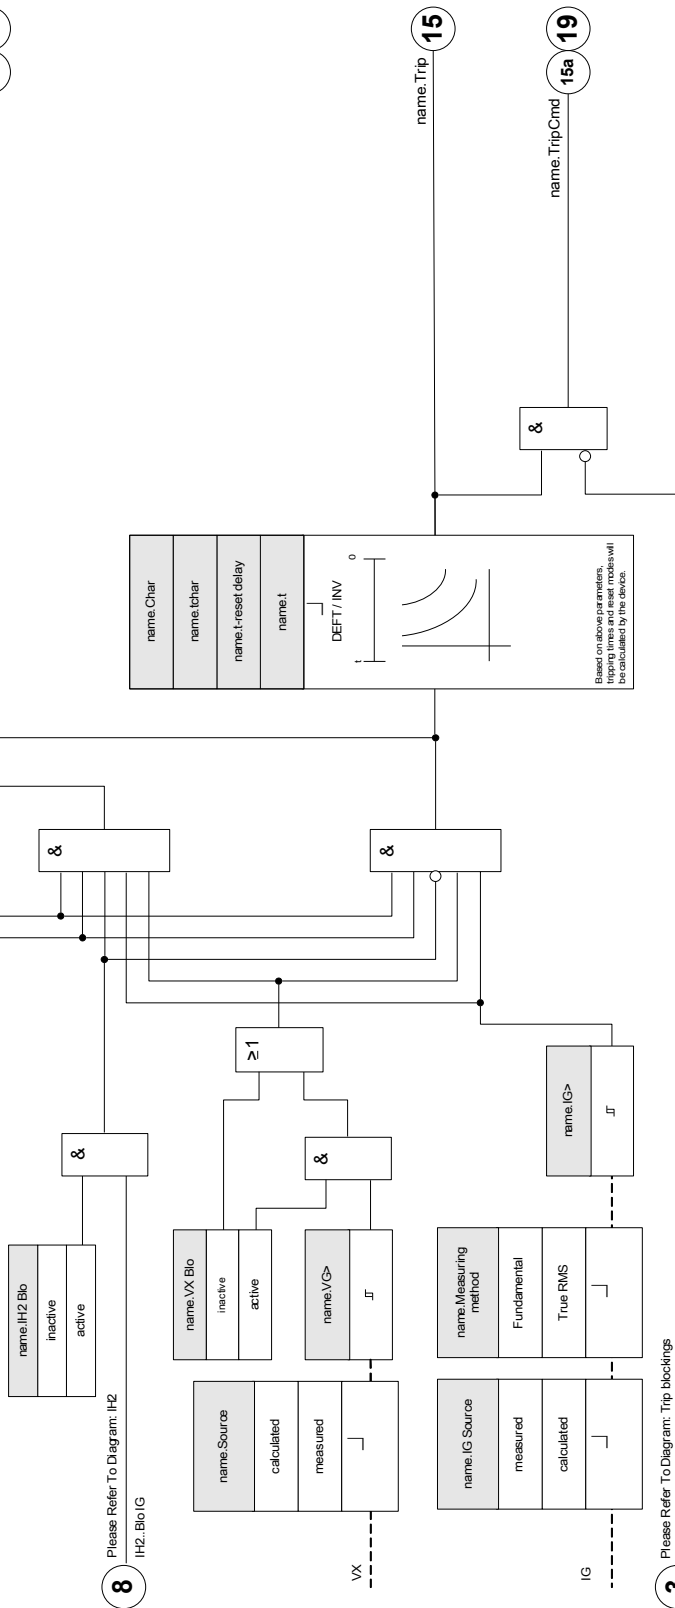 name.IH2 Blo
inactive
active
8
Please Refer To Diagram: IH2
IH2..Blo IG
&
&
name.VX Blo
inactive
active
name.Source
calculated
measured
VX
name.VG>
&
≥1
name.IG Source
measured
calculated
IG
name.Measuring
method
Fundamental
True RMS
name.IG>
&
name.Char
name.tchar
name.t-reset delay
name.t
DEFT / INV
t
0
Based on above parameters,
tripping times and reset modes will
be calculated by the device.
name.Trip
15
&
name.TripCmd
15a
19
Please Refer To Diagram: Trip blockings